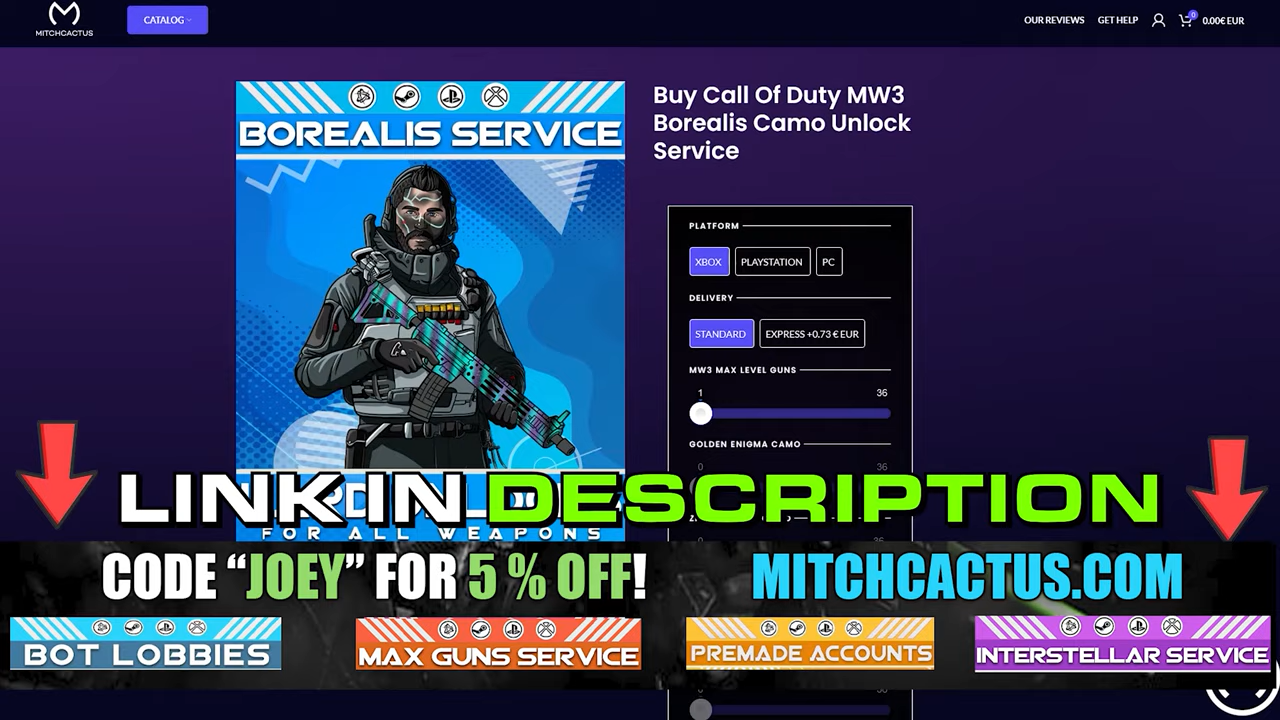 MITCHCACTUS
CATALOG
OUR REVIEWS
GET HELP
0
0.00€ EUR
BOREALIS SERVICE
Buy Call Of Duty MW3
Borealis Camo Unlock
Service
PLATFORM
XBOX
PLAYSTATION
PC
DELIVERY
STANDARD
EXPRESS +0.73 € EUR
MW3 MAX LEVEL GUNS
1
36
GOLDEN ENIGMA CAMO
0
36
LINK IN DESCRIPTION
FOR ALL WEAPONS
CODE “JOEY” FOR 5 % OFF!
MITCHCACTUS.COM
BOT LOBBIES
MAX GUNS SERVICE
PREMADE ACCOUNTS
INTERSTELLAR SERVICE